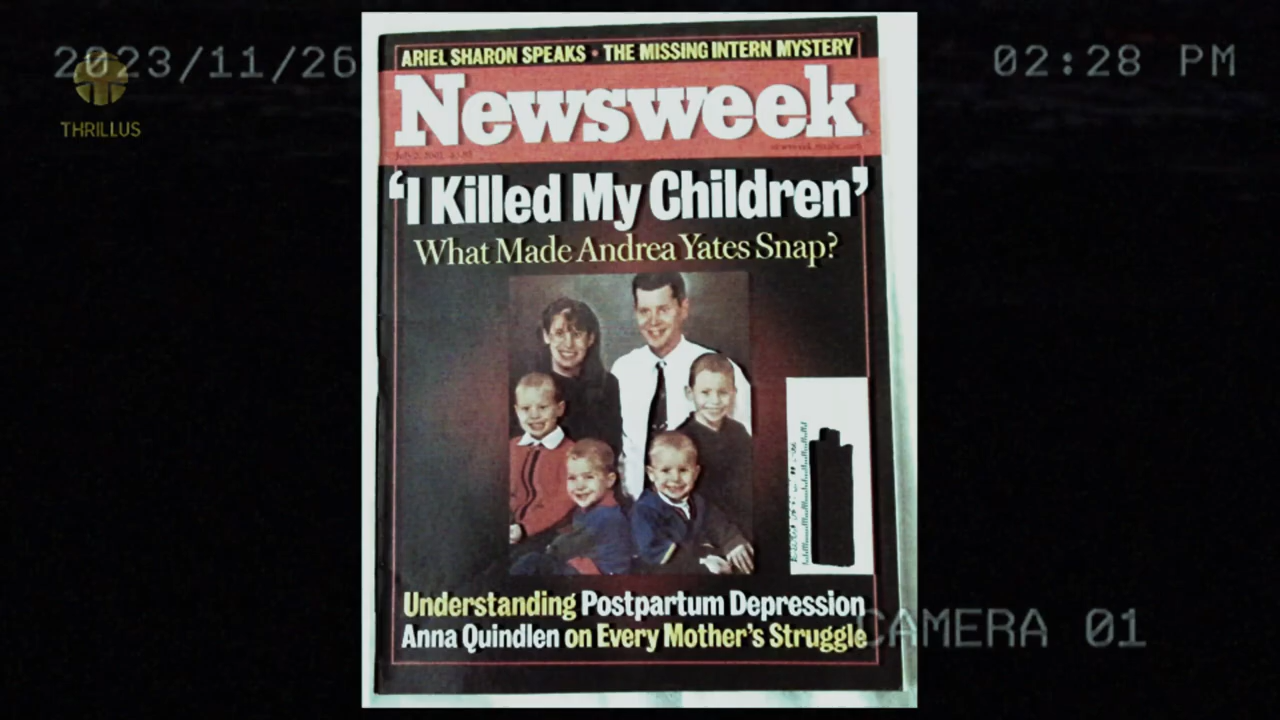 2023/11/26
02:28 PM
THRILLUS
ARIEL SHARON SPEAKS • THE MISSING INTERN MYSTERY
Newsweek
'I Killed My Children'
What Made Andrea Yates Snap?
Understanding Postpartum Depression
Anna Quindlen on Every Mother's Struggle
CAMERA 01